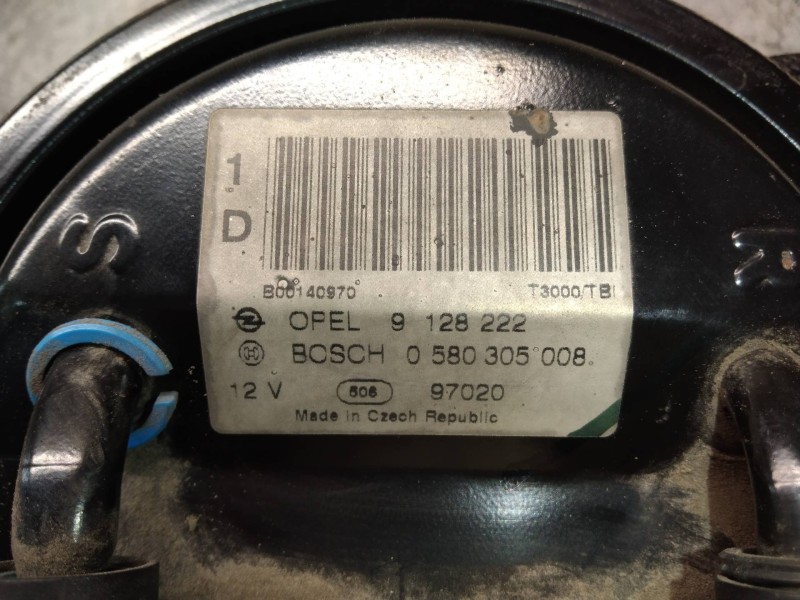 1
D
S
B00140970
T3000/TBI
OPEL 9 128 222
BOSCH 0 580 305 008
12 V 506 97020
Made in Czech Republic